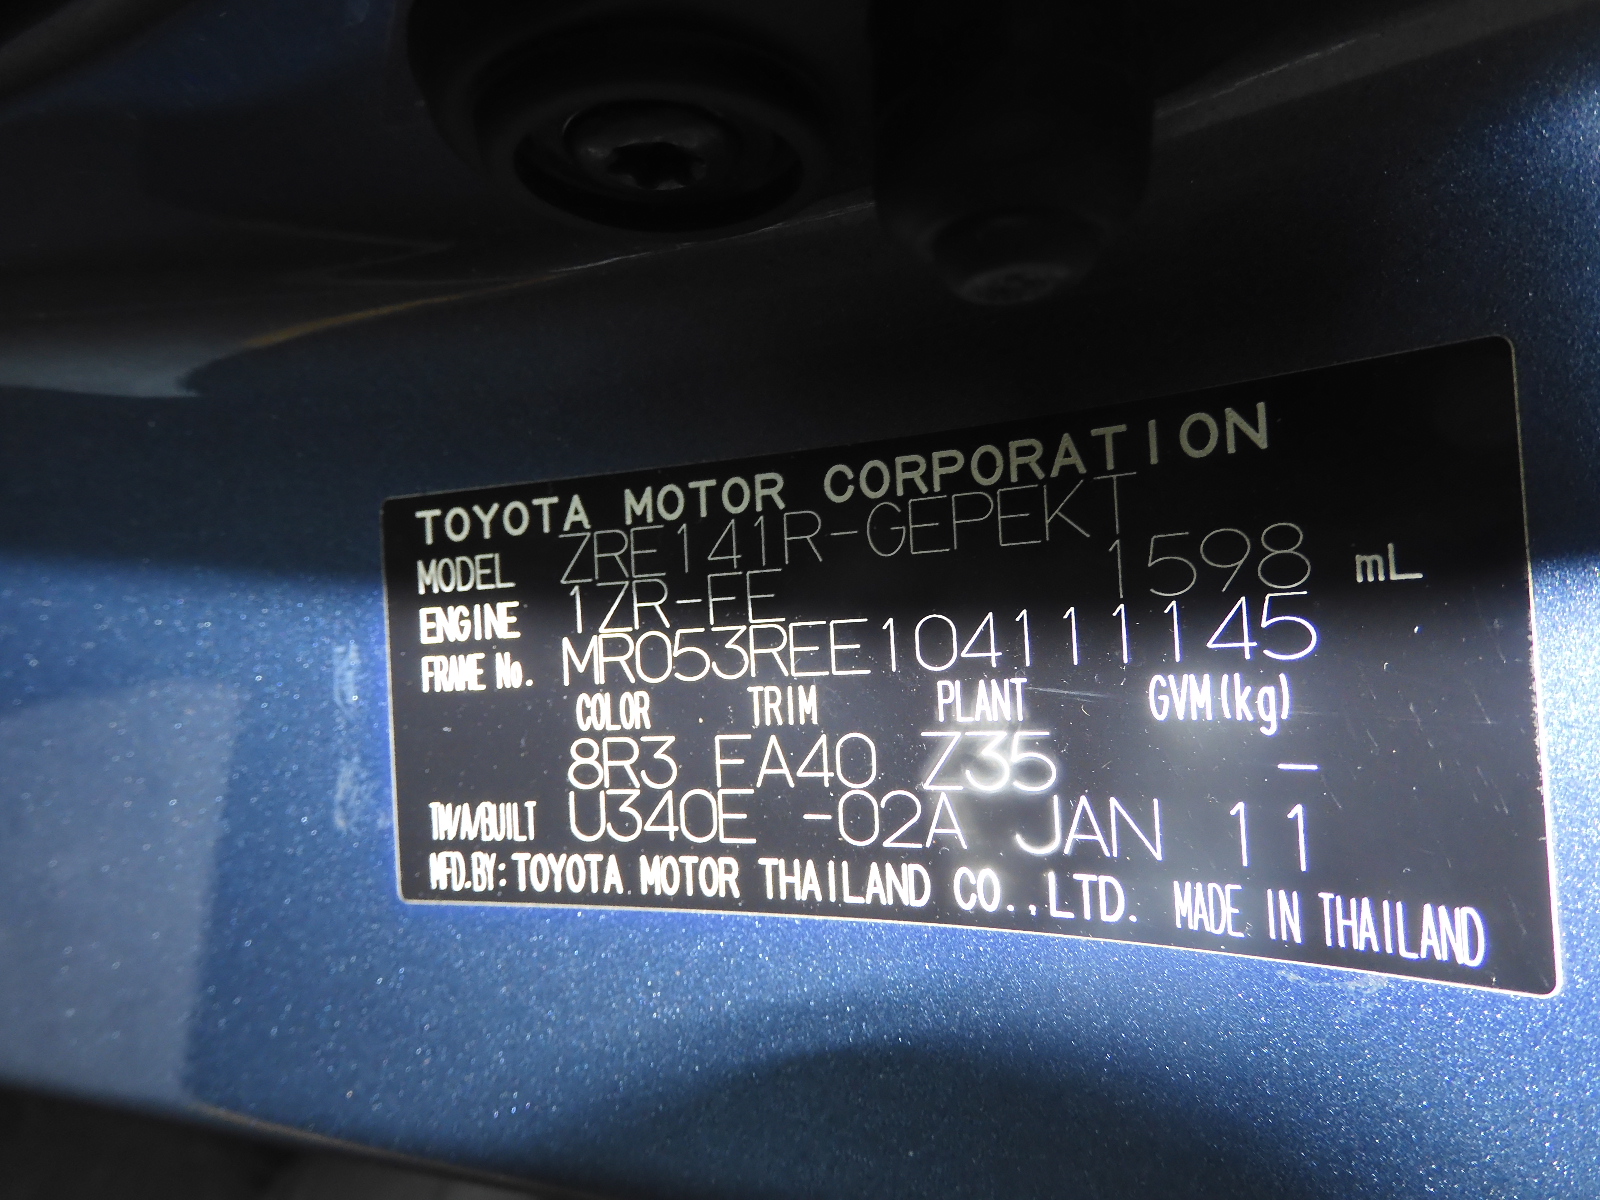 TOYOTA MOTOR CORPORATION
MODEL ZRE141R-GEPEKT
ENGINE 1ZR-FE 1598 mL
FRAME No. MR053REE104111145
COLOR TRIM PLANT GVM(kg)
8R3 FA40 Z35 –
TM/A/BUILT U340E -02A JAN 11
MFD.BY:TOYOTA MOTOR THAILAND CO.,LTD. MADE IN THAILAND